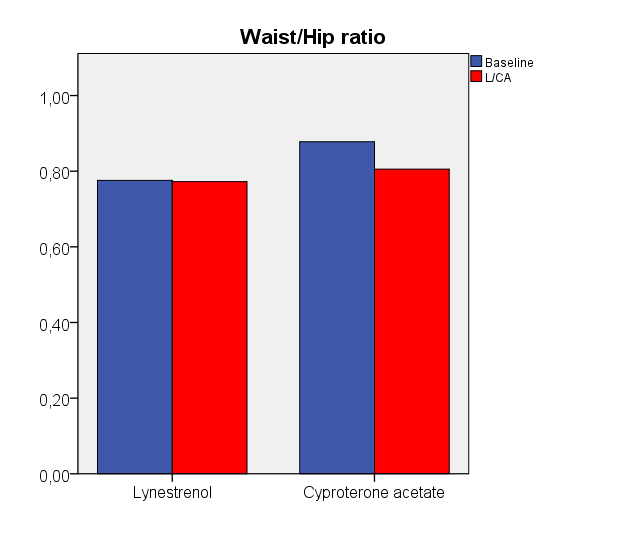 Waist/Hip ratio
Baseline
L/CA
1,00
0,80
0,60
0,40
0,20
0,00
Lynestrenol
Cyproterone acetate